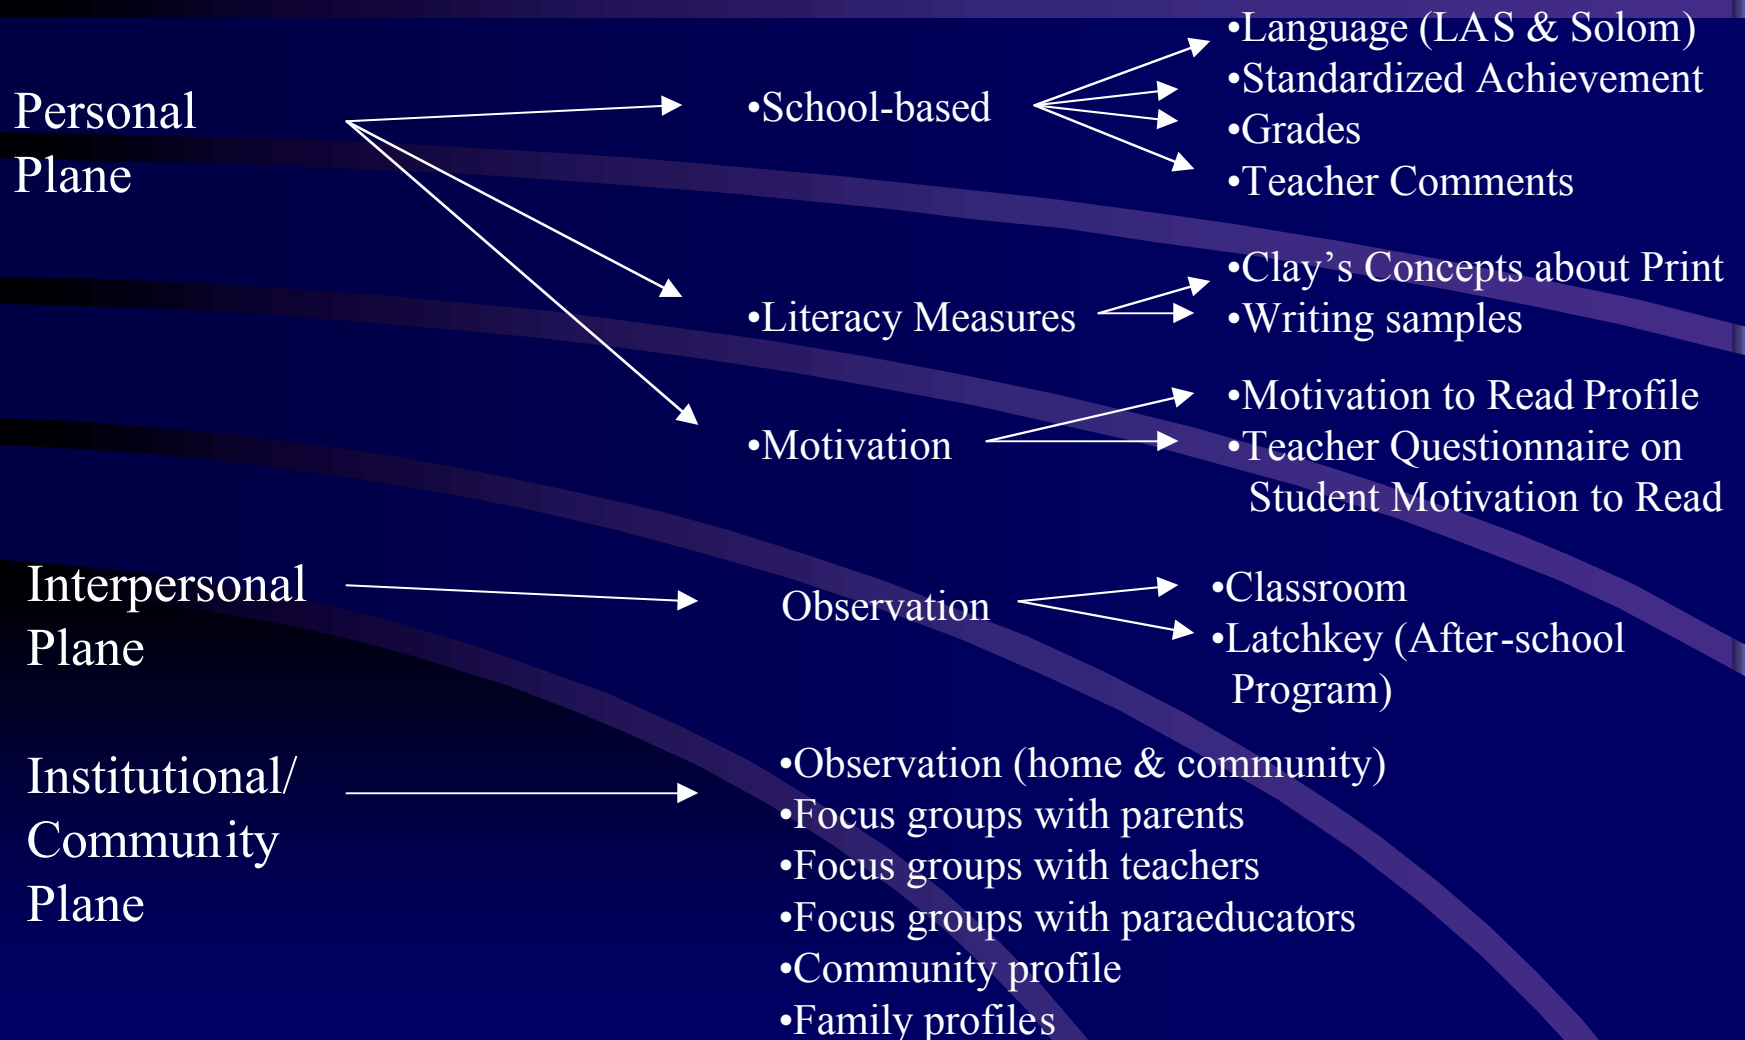 Personal
Plane
•School-based
•Language (LAS & Solom)
•Standardized Achievement
•Grades
•Teacher Comments
•Literacy Measures
•Clay’s Concepts about Print
•Writing samples
•Motivation
•Motivation to Read Profile
•Teacher Questionnaire on
Student Motivation to Read
Interpersonal
Plane
Observation
•Classroom
•Latchkey (After-school
Program)
Institutional/
Community
Plane
•Observation (home & community)
•Focus groups with parents
•Focus groups with teachers
•Focus groups with paraeducators
•Community profile
•Family profiles